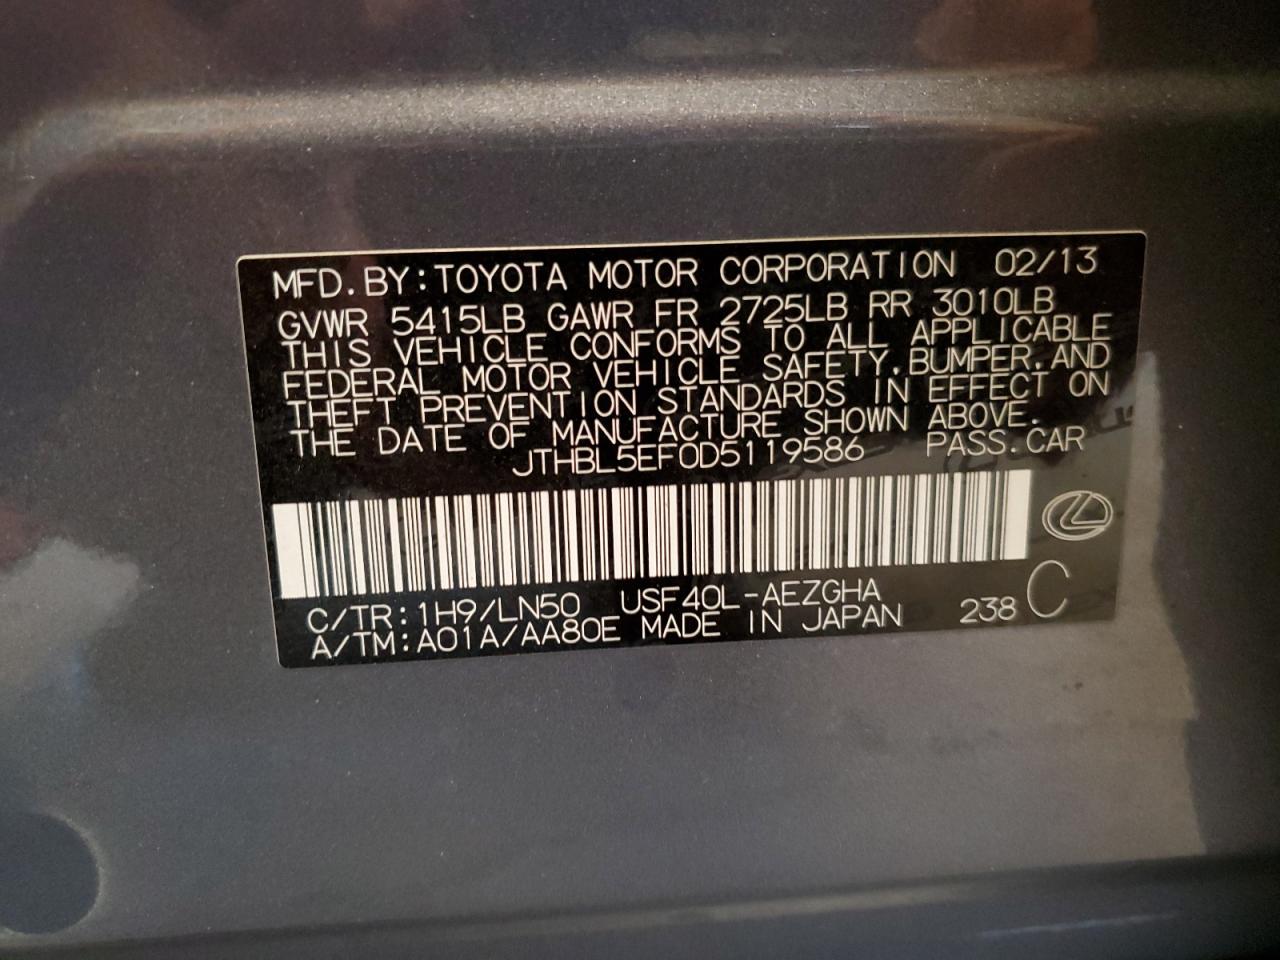 MFD. BY: TOYOTA MOTOR CORPORATION 02/13
GVWR 5415LB GAWR FR 2725LB RR 3010LB
THIS VEHICLE CONFORMS TO ALL APPLICABLE
FEDERAL MOTOR VEHICLE SAFETY, BUMPER, AND
THEFT PREVENTION STANDARDS IN EFFECT ON
THE DATE OF MANUFACTURE SHOWN ABOVE.
JTHBL5EF0D5119586 PASS. CAR
C/TR: 1H9/LN50 USF40L-AEZGHA
A/TM: A01A/AA80E MADE IN JAPAN 238 C